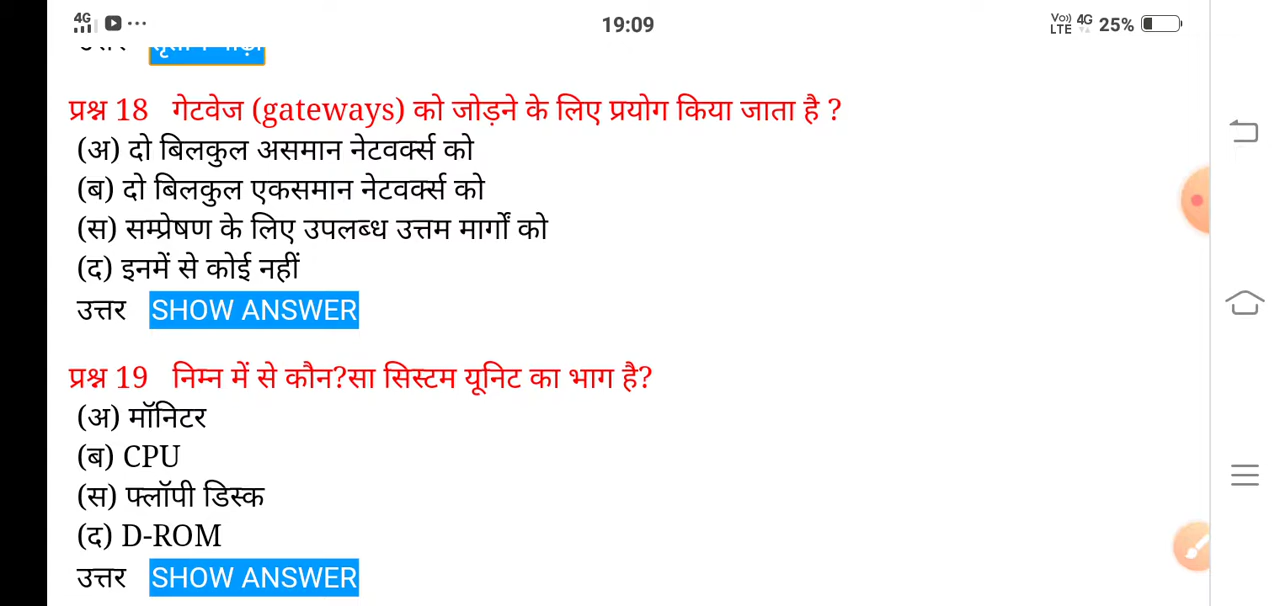 4G ... 19:09 Vo)) LTE 4G 25%
प्रश्न 18 गेटवेज (gateways) को जोड़ने के लिए प्रयोग किया जाता है ?
(अ) दो बिलकुल असमान नेटवर्क्स को
(ब) दो बिलकुल एकसमान नेटवर्क्स को
(स) सम्प्रेषण के लिए उपलब्ध उत्तम मार्गों को
(द) इनमें से कोई नहीं
उत्तर SHOW ANSWER
प्रश्न 19 निम्न में से कौन?सा सिस्टम यूनिट का भाग है?
(अ) मॉनिटर
(ब) CPU
(स) फ्लॉपी डिस्क
(द) D-ROM
उत्तर SHOW ANSWER